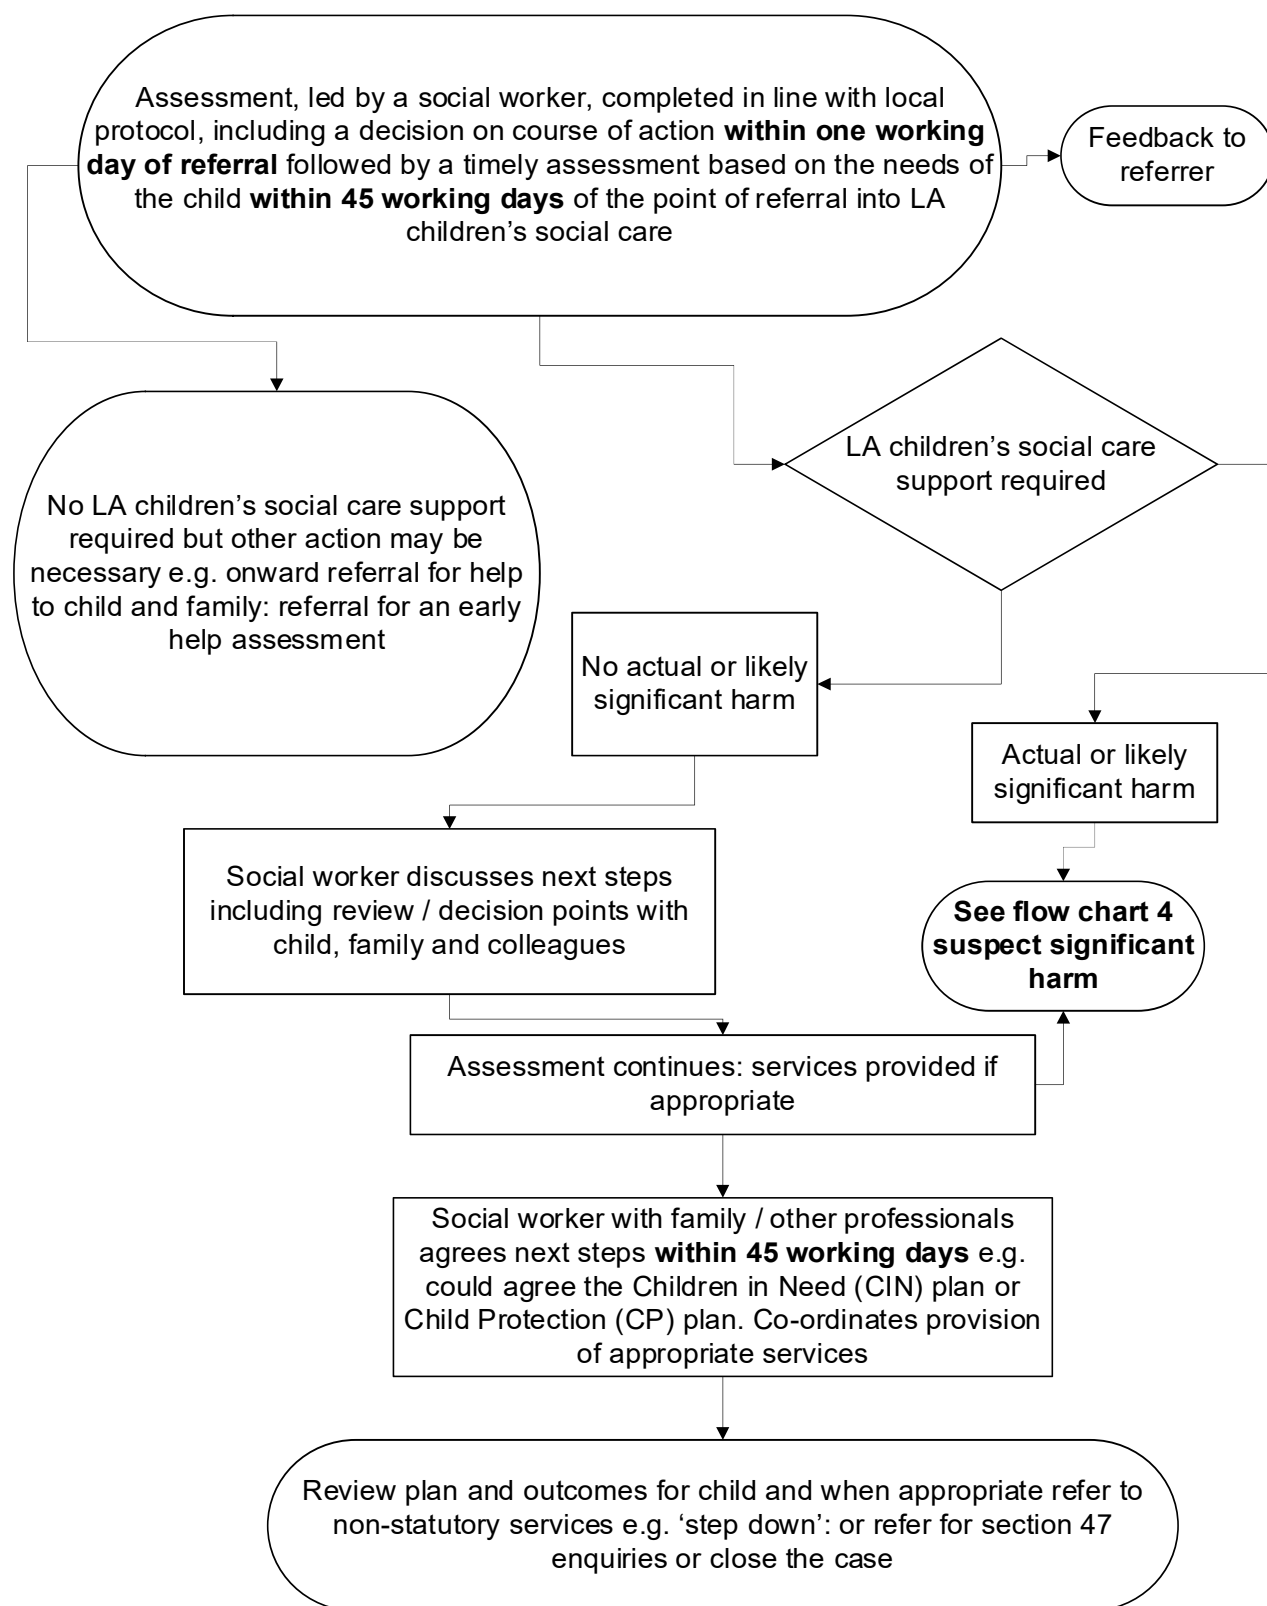 Assessment, led by a social worker, completed in line with local
protocol, including a decision on course of action within one working
day of referral followed by a timely assessment based on the needs of
the child within 45 working days of the point of referral into LA
children’s social care
Feedback to
referrer
LA children’s social care
support required
No LA children’s social care support
required but other action may be
necessary e.g. onward referral for help
to child and family: referral for an early
help assessment
No actual or likely
significant harm
Actual or likely
significant harm
Social worker discusses next steps
including review / decision points with
child, family and colleagues
See flow chart 4
suspect significant
harm
Assessment continues: services provided if
appropriate
Social worker with family / other professionals
agrees next steps within 45 working days e.g.
could agree the Children in Need (CIN) plan or
Child Protection (CP) plan. Co-ordinates provision
of appropriate services
Review plan and outcomes for child and when appropriate refer to
non-statutory services e.g. ‘step down’: or refer for section 47
enquiries or close the case